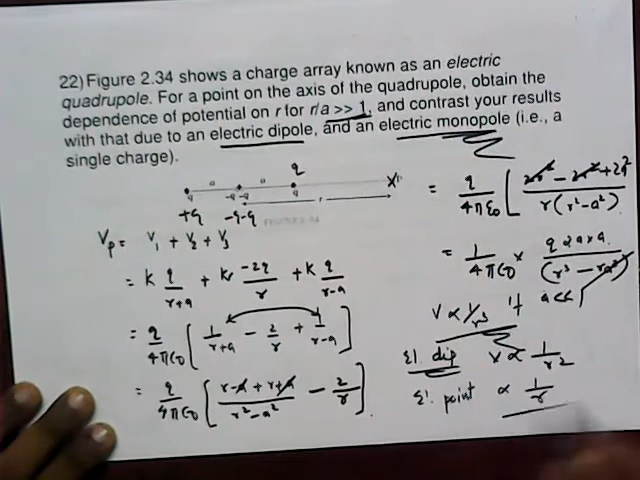 22) Figure 2.34 shows a charge array known as an electric
quadrupole. For a point on the axis of the quadrupole, obtain the
dependence of potential on r for r/a >> 1, and contrast your results
with that due to an electric dipole, and an electric monopole (i.e., a
single charge).
a a q X P
q -q -q q r
+q -q-q
Vp = V1 + V2 + V3
= k q/(r+a) + k (-2q)/r + k q/(r-a)
= q/(4πε0) [ 1/(r+a) - 2/r + 1/(r-a) ]
= q/(4πε0) [ (r-a+r+a)/(r²-a²) - 2/r ]
= q/(4πε0) [ (2r² - 2r² + 2a²)/(r(r²-a²)) ]
= 1/(4πε0) × (q 2a×a)/(r³ - ra²)
V ∝ 1/r³ if a<<r
El. dip V ∝ 1/r²
El. point ∝ 1/r